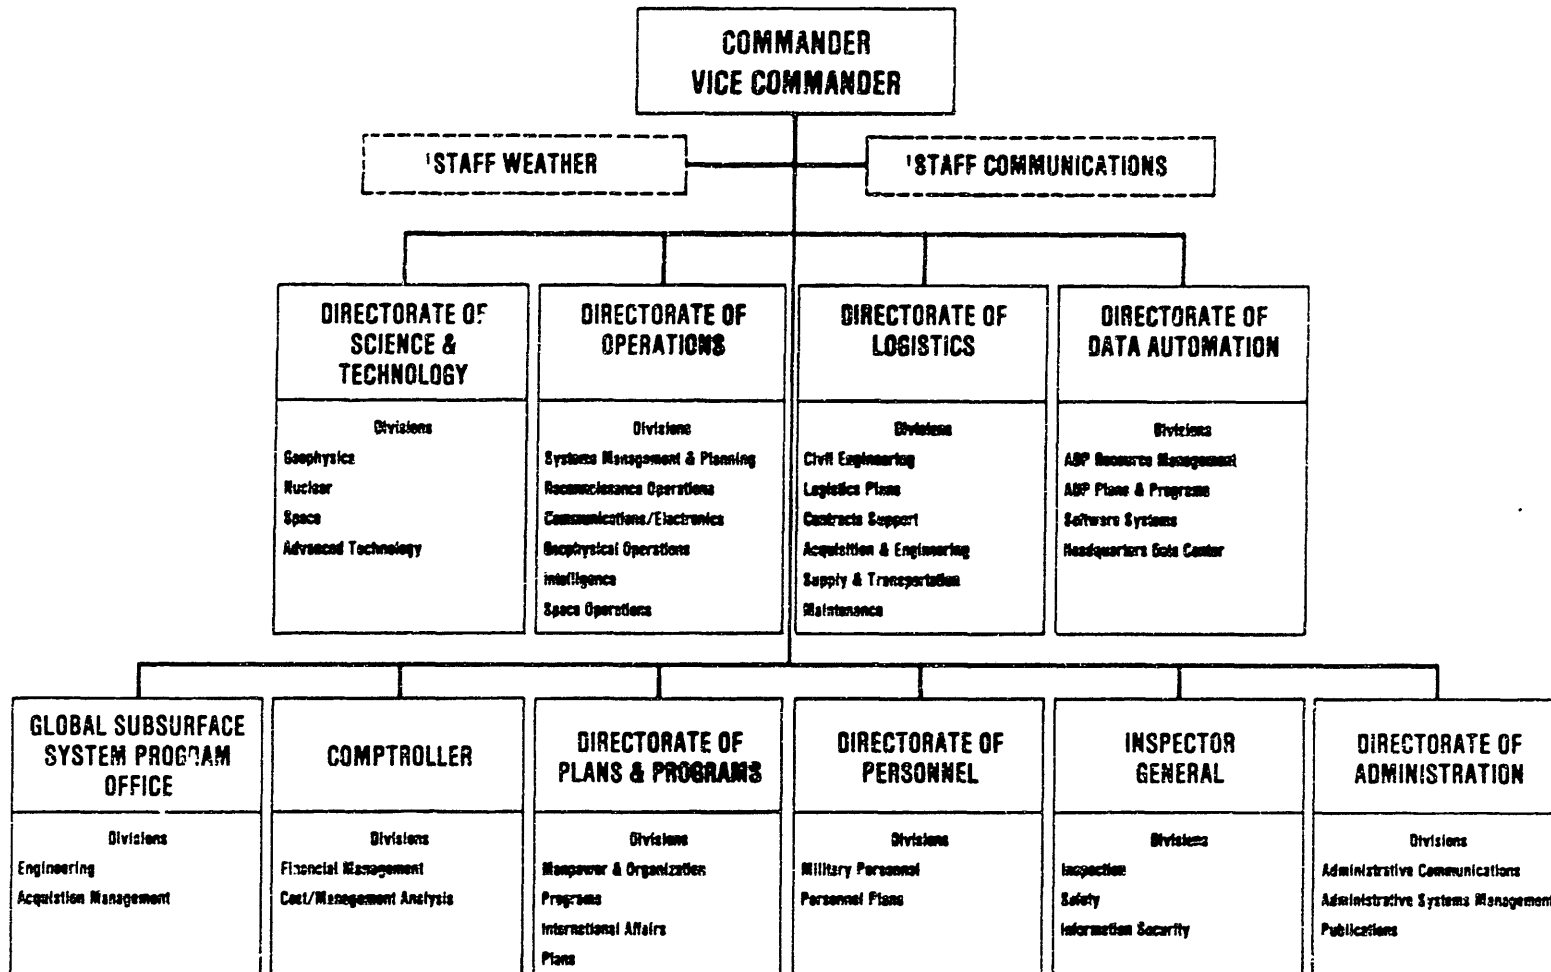 COMMANDER
VICE COMMANDER
¹STAFF WEATHER
¹STAFF COMMUNICATIONS
DIRECTORATE OF
SCIENCE &
TECHNOLOGY
Divisions
Geophysics
Nuclear
Space
Advanced Technology
DIRECTORATE OF
OPERATIONS
Divisions
Systems Management & Planning
Reconnaissance Operations
Communications/Electronics
Geophysical Operations
Intelligence
Space Operations
DIRECTORATE OF
LOGISTICS
Divisions
Civil Engineering
Logistics Plans
Contracts Support
Acquisition & Engineering
Supply & Transportation
Maintenance
DIRECTORATE OF
DATA AUTOMATION
Divisions
ADP Resource Management
ADP Plans & Programs
Software Systems
Headquarters Data Center
GLOBAL SUBSURFACE
SYSTEM PROGRAM
OFFICE
Divisions
Engineering
Acquistion Management
COMPTROLLER
Divisions
Financial Management
Cost/Management Analysis
DIRECTORATE OF
PLANS & PROGRAMS
Divisions
Manpower & Organization
Programs
International Affairs
Plans
DIRECTORATE OF
PERSONNEL
Divisions
Military Personnel
Personnel Plans
INSPECTOR
GENERAL
Divisions
Inspection
Safety
Information Security
DIRECTORATE OF
ADMINISTRATION
Divisions
Administrative Communications
Administrative Systems Management
Publications